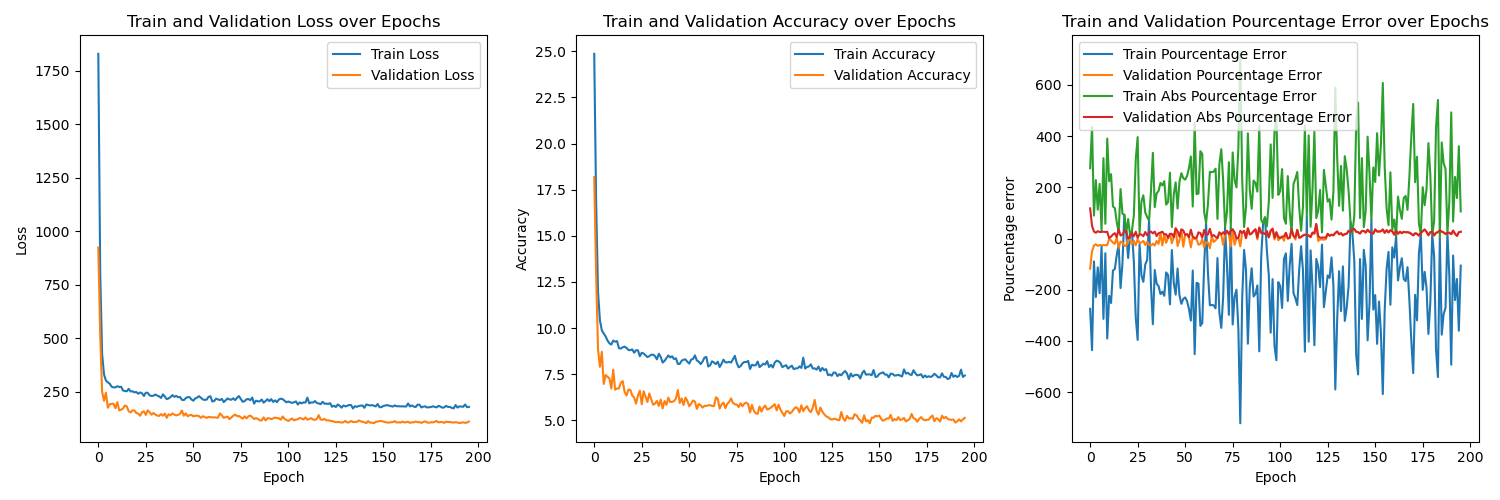 Train and Validation Loss over Epochs
Train Loss
Validation Loss
1750
1500
1250
1000
750
500
250
Loss
0
25
50
75
100
125
150
175
200
Epoch
Train and Validation Accuracy over Epochs
Train Accuracy
Validation Accuracy
25.0
22.5
20.0
17.5
15.0
12.5
10.0
7.5
5.0
Accuracy
0
25
50
75
100
125
150
175
200
Epoch
Train and Validation Pourcentage Error over Epochs
Train Pourcentage Error
Validation Pourcentage Error
Train Abs Pourcentage Error
Validation Abs Pourcentage Error
600
400
200
0
−200
−400
−600
Pourcentage error
0
25
50
75
100
125
150
175
200
Epoch